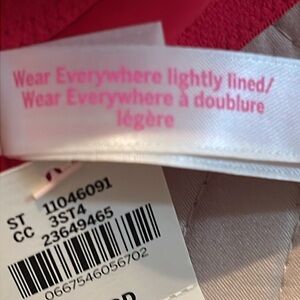 Wear Everywhere lightly lined/
Wear Everywhere à doublure
légère
ST 11046091
CC 3ST4
23649465
0667546056702